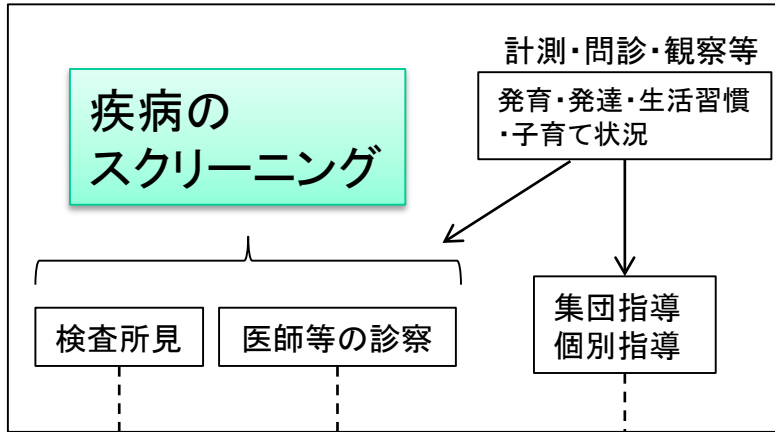 計測・問診・観察等
疾病の
スクリーニング
発育・発達・生活習慣
・子育て状況
検査所見
医師等の診察
集団指導
個別指導